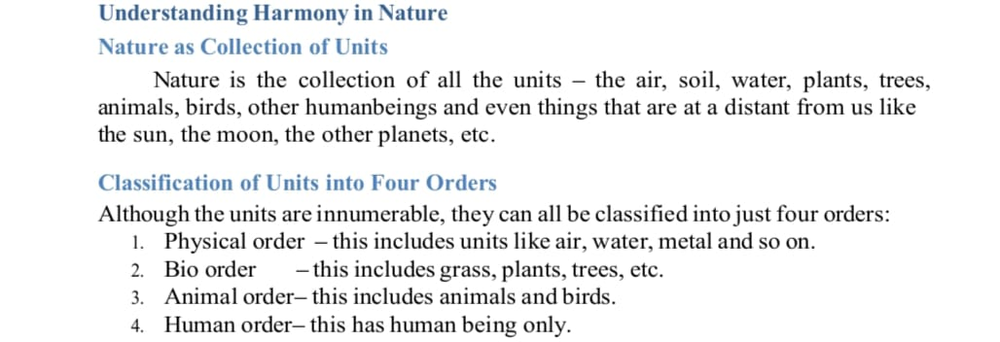 Understanding Harmony in Nature
Nature as Collection of Units
Nature is the collection of all the units – the air, soil, water, plants, trees,
animals, birds, other humanbeings and even things that are at a distant from us like
the sun, the moon, the other planets, etc.
Classification of Units into Four Orders
Although the units are innumerable, they can all be classified into just four orders:
1. Physical order – this includes units like air, water, metal and so on.
2. Bio order – this includes grass, plants, trees, etc.
3. Animal order– this includes animals and birds.
4. Human order– this has human being only.